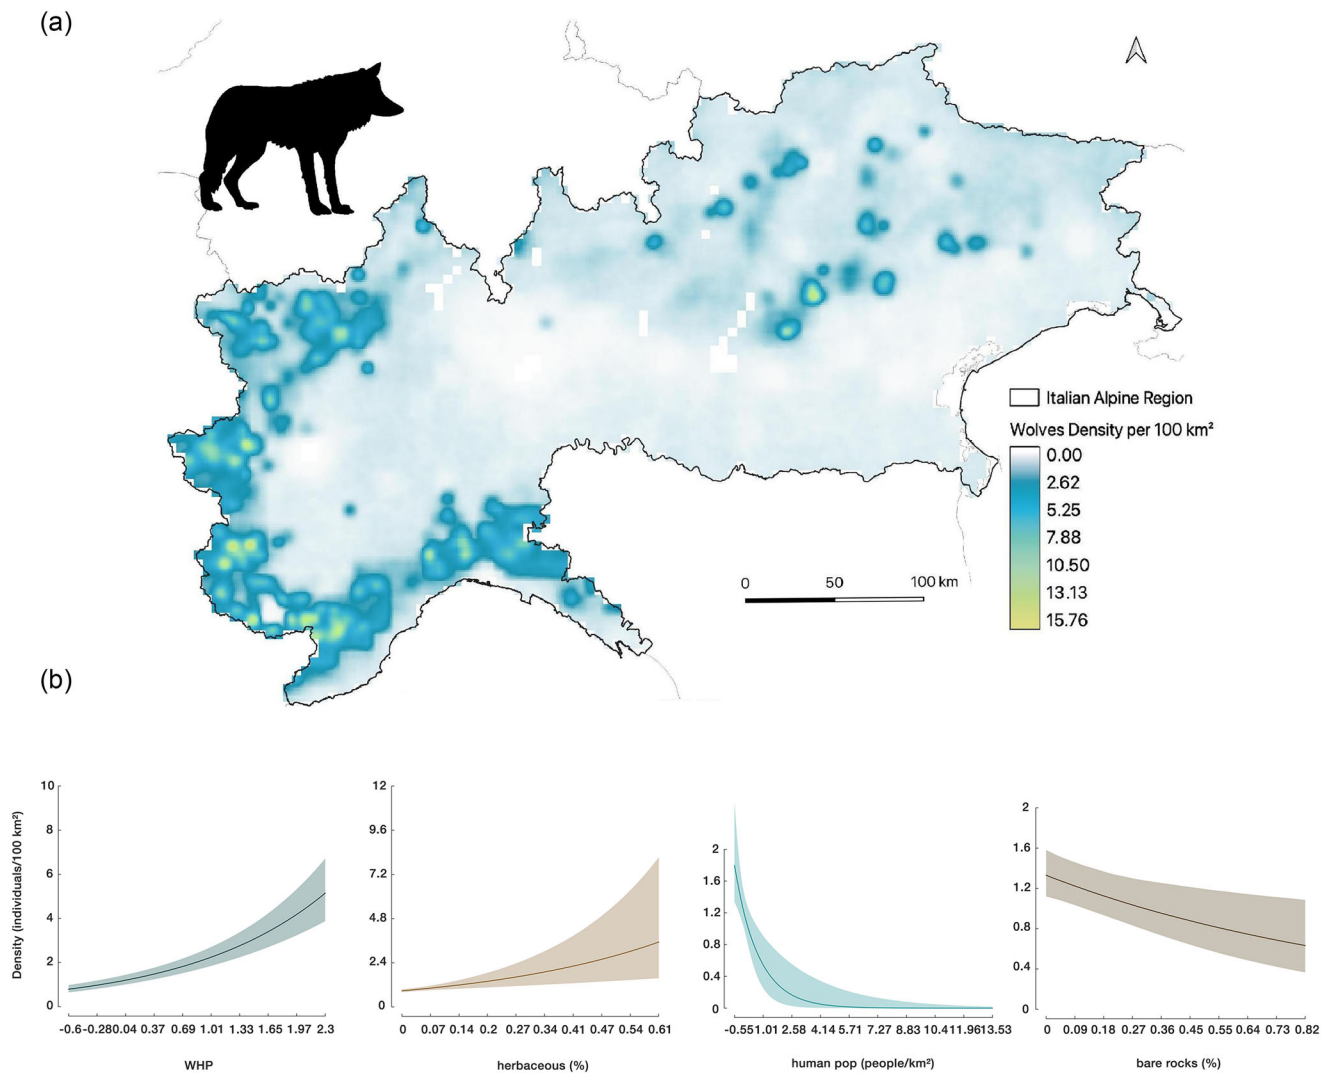 (a)
Italian Alpine Region
Wolves Density per 100 km²
0.00
2.62
5.25
7.88
10.50
13.13
15.76
0 50 100 km
(b)
Density (individuals/100 km²)
10
8
6
4
2
0
-0.6 -0.28 0.04 0.37 0.69 1.01 1.33 1.65 1.97 2.3
WHP
12
9.6
7.2
4.8
2.4
0
0 0.07 0.14 0.2 0.27 0.34 0.41 0.47 0.54 0.61
herbaceous (%)
2
1.6
1.2
0.8
0.4
0
-0.55 1.01 2.58 4.14 5.71 7.27 8.83 10.4 11.96 13.53
human pop (people/km²)
2
1.6
1.2
0.8
0.4
0
0 0.09 0.18 0.27 0.36 0.45 0.55 0.64 0.73 0.82
bare rocks (%)